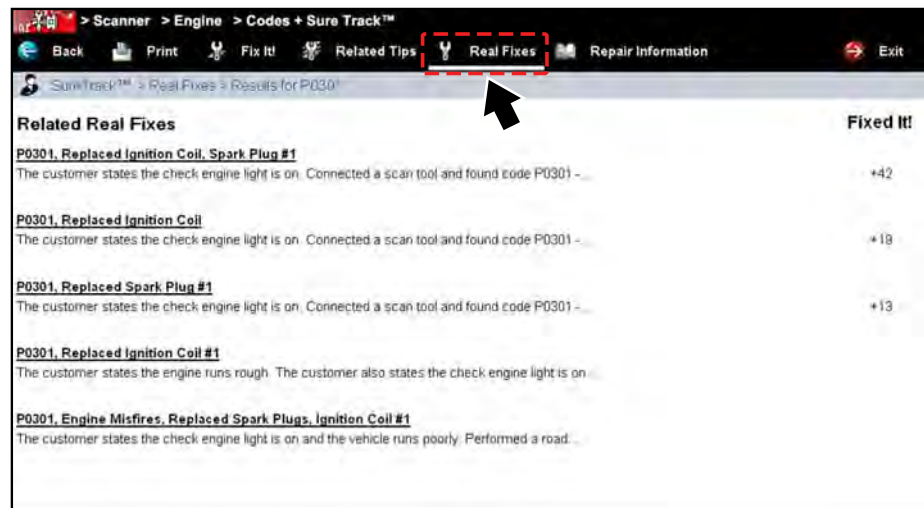 > Scanner > Engine > Codes + Sure Track™
Back Print Fix It! Related Tips Real Fixes Repair Information Exit
SureTrack™ > Real Fixes > Results for P0301
Related Real Fixes Fixed It!
P0301, Replaced Ignition Coil, Spark Plug #1
The customer states the check engine light is on. Connected a scan tool and found code P0301 - ... +42
P0301, Replaced Ignition Coil
The customer states the check engine light is on. Connected a scan tool and found code P0301 - ... +19
P0301, Replaced Spark Plug #1
The customer states the check engine light is on. Connected a scan tool and found code P0301 - ... +13
P0301, Replaced Ignition Coil #1
The customer states the engine runs rough. The customer also states the check engine light is on ...
P0301, Engine Misfires, Replaced Spark Plugs, Ignition Coil #1
The customer states the check engine light is on and the vehicle runs poorly. Performed a road...